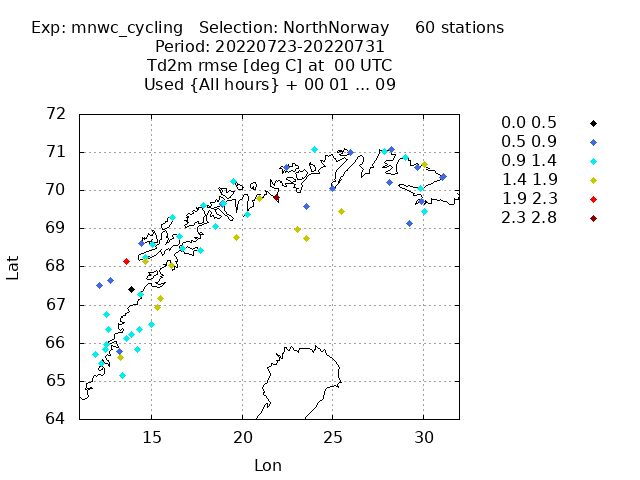 Exp: mnwc_cycling   Selection: NorthNorway     60 stations
Period: 20220723-20220731
Td2m rmse [deg C] at  00 UTC
Used {All hours} + 00 01 ... 09
0.0 0.5
0.5 0.9
0.9 1.4
1.4 1.9
1.9 2.3
2.3 2.8
72
71
70
69
68
67
66
65
64
Lat
15 20 25 30
Lon